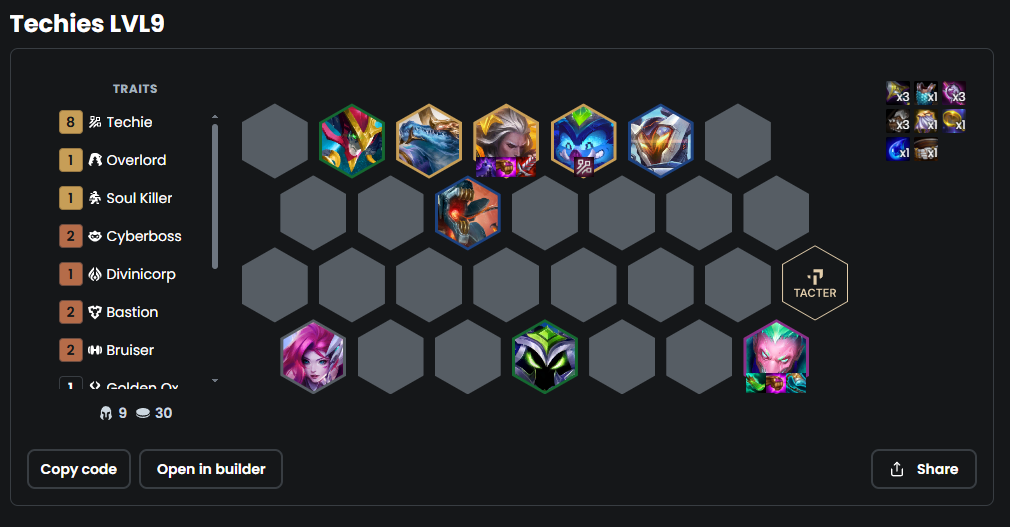 Techies LVL9
TRAITS
8 Techie
1 Overlord
1 Soul Killer
2 Cyberboss
1 Divinicorp
2 Bastion
2 Bruiser
1 Golden Ox
9 30
x3 x1 x3
x3 x1 x1
x1 x1
TACTER
Copy code
Open in builder
Share